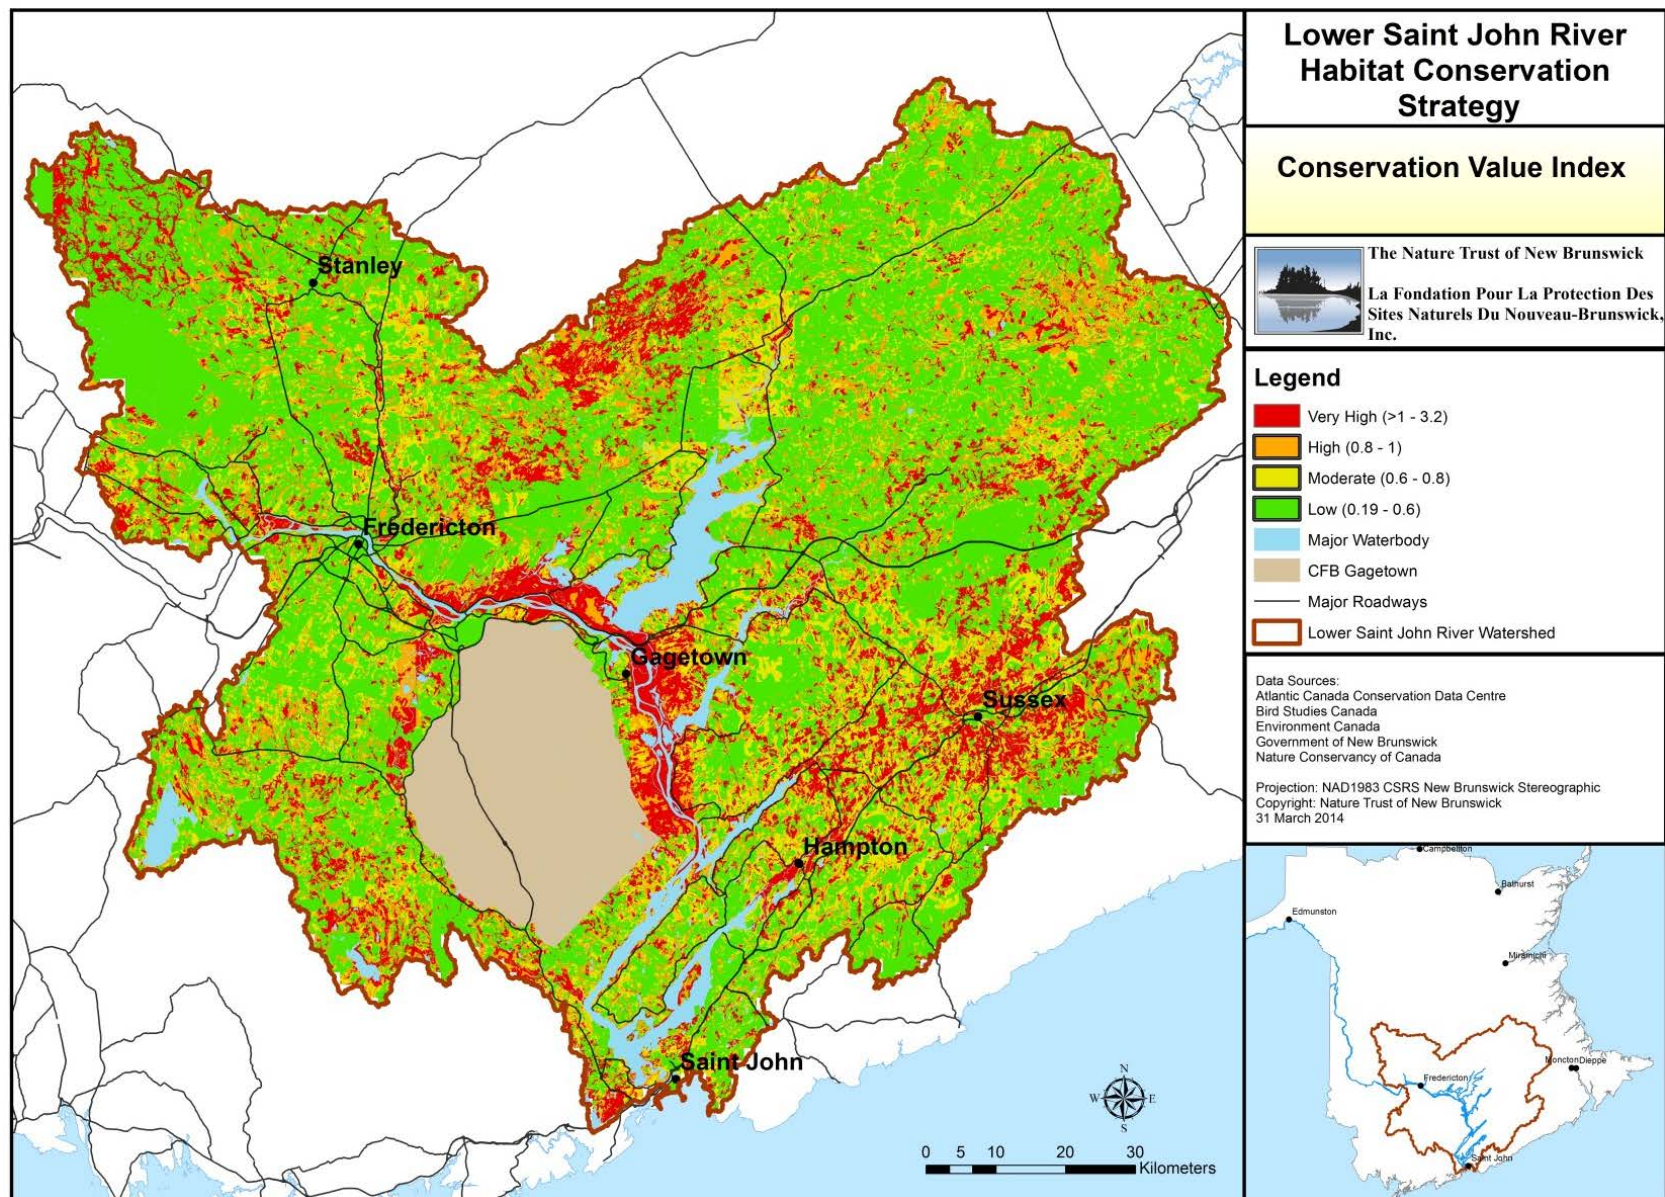 Lower Saint John River
Habitat Conservation
Strategy
Conservation Value Index
The Nature Trust of New Brunswick
La Fondation Pour La Protection Des
Sites Naturels Du Nouveau-Brunswick,
Inc.
Legend
Very High (>1 - 3.2)
High (0.8 - 1)
Moderate (0.6 - 0.8)
Low (0.19 - 0.6)
Major Waterbody
CFB Gagetown
Major Roadways
Lower Saint John River Watershed
Data Sources:
Atlantic Canada Conservation Data Centre
Bird Studies Canada
Environment Canada
Government of New Brunswick
Nature Conservancy of Canada
Projection: NAD1983 CSRS New Brunswick Stereographic
Copyright: Nature Trust of New Brunswick
31 March 2014
Stanley
Fredericton
Gagetown
Sussex
Hampton
Saint John
N
W E
S
0 5 10 20 30
Kilometers
Campbellton
Bathurst
Edmunston
Miramichi
Moncton Dieppe
Fredericton
Saint John